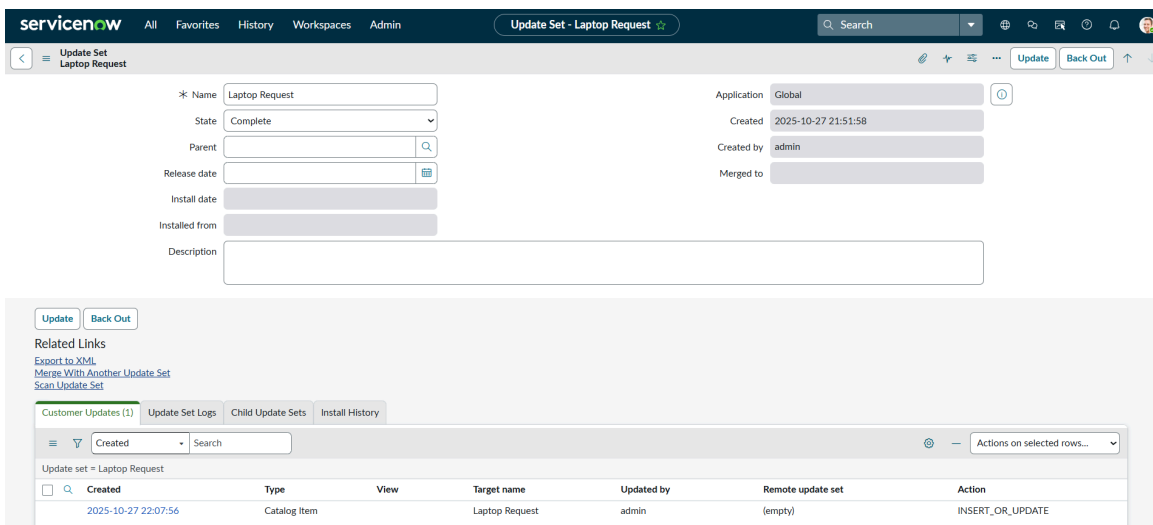 servicenow All Favorites History Workspaces Admin Update Set - Laptop Request Search
Update Set
Laptop Request
Update Back Out
Name Laptop Request Application Global
State Complete Created 2025-10-27 21:51:58
Parent Created by admin
Release date Merged to
Install date
Installed from
Description
Update Back Out
Related Links
Export to XML
Merge With Another Update Set
Scan Update Set
Customer Updates (1) Update Set Logs Child Update Sets Install History
Created Search Actions on selected rows...
Update set = Laptop Request
Created Type View Target name Updated by Remote update set Action
2025-10-27 22:07:56 Catalog Item Laptop Request admin (empty) INSERT_OR_UPDATE